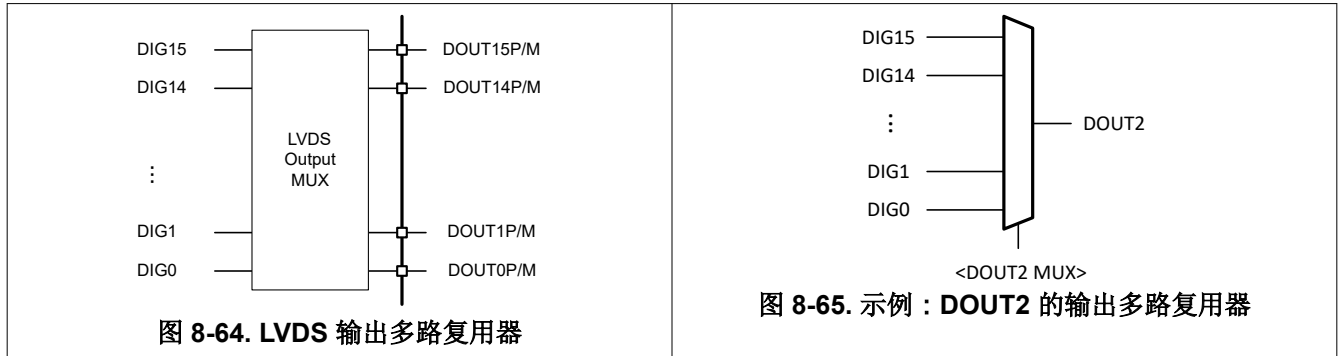 DIG15
DOUT15P/M
DIG14
DOUT14P/M
LVDS
Output
MUX
⋮
DIG1
DOUT1P/M
DIG0
DOUT0P/M
图 8-64. LVDS 输出多路复用器
DIG15
DIG14
⋮
DOUT2
DIG1
DIG0
<DOUT2 MUX>
图 8-65. 示例：DOUT2 的输出多路复用器